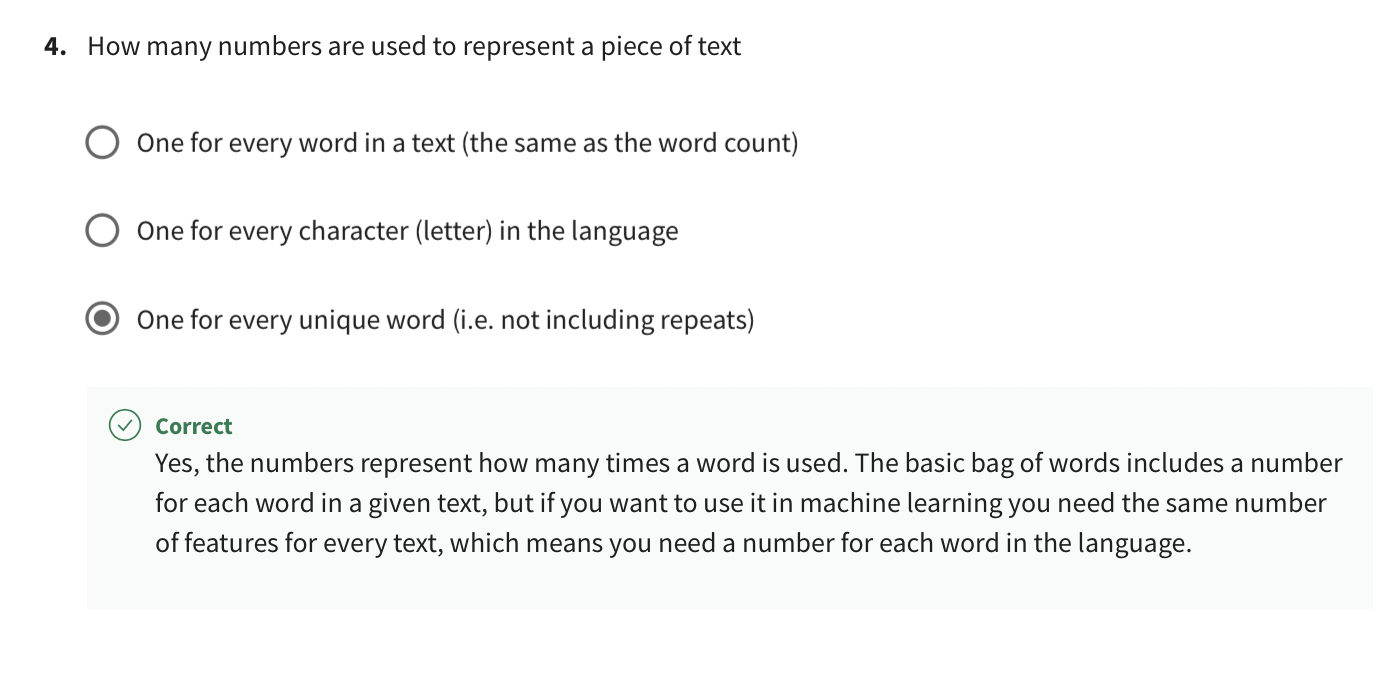 4. How many numbers are used to represent a piece of text
One for every word in a text (the same as the word count)
One for every character (letter) in the language
One for every unique word (i.e. not including repeats)
Correct
Yes, the numbers represent how many times a word is used. The basic bag of words includes a number
for each word in a given text, but if you want to use it in machine learning you need the same number
of features for every text, which means you need a number for each word in the language.